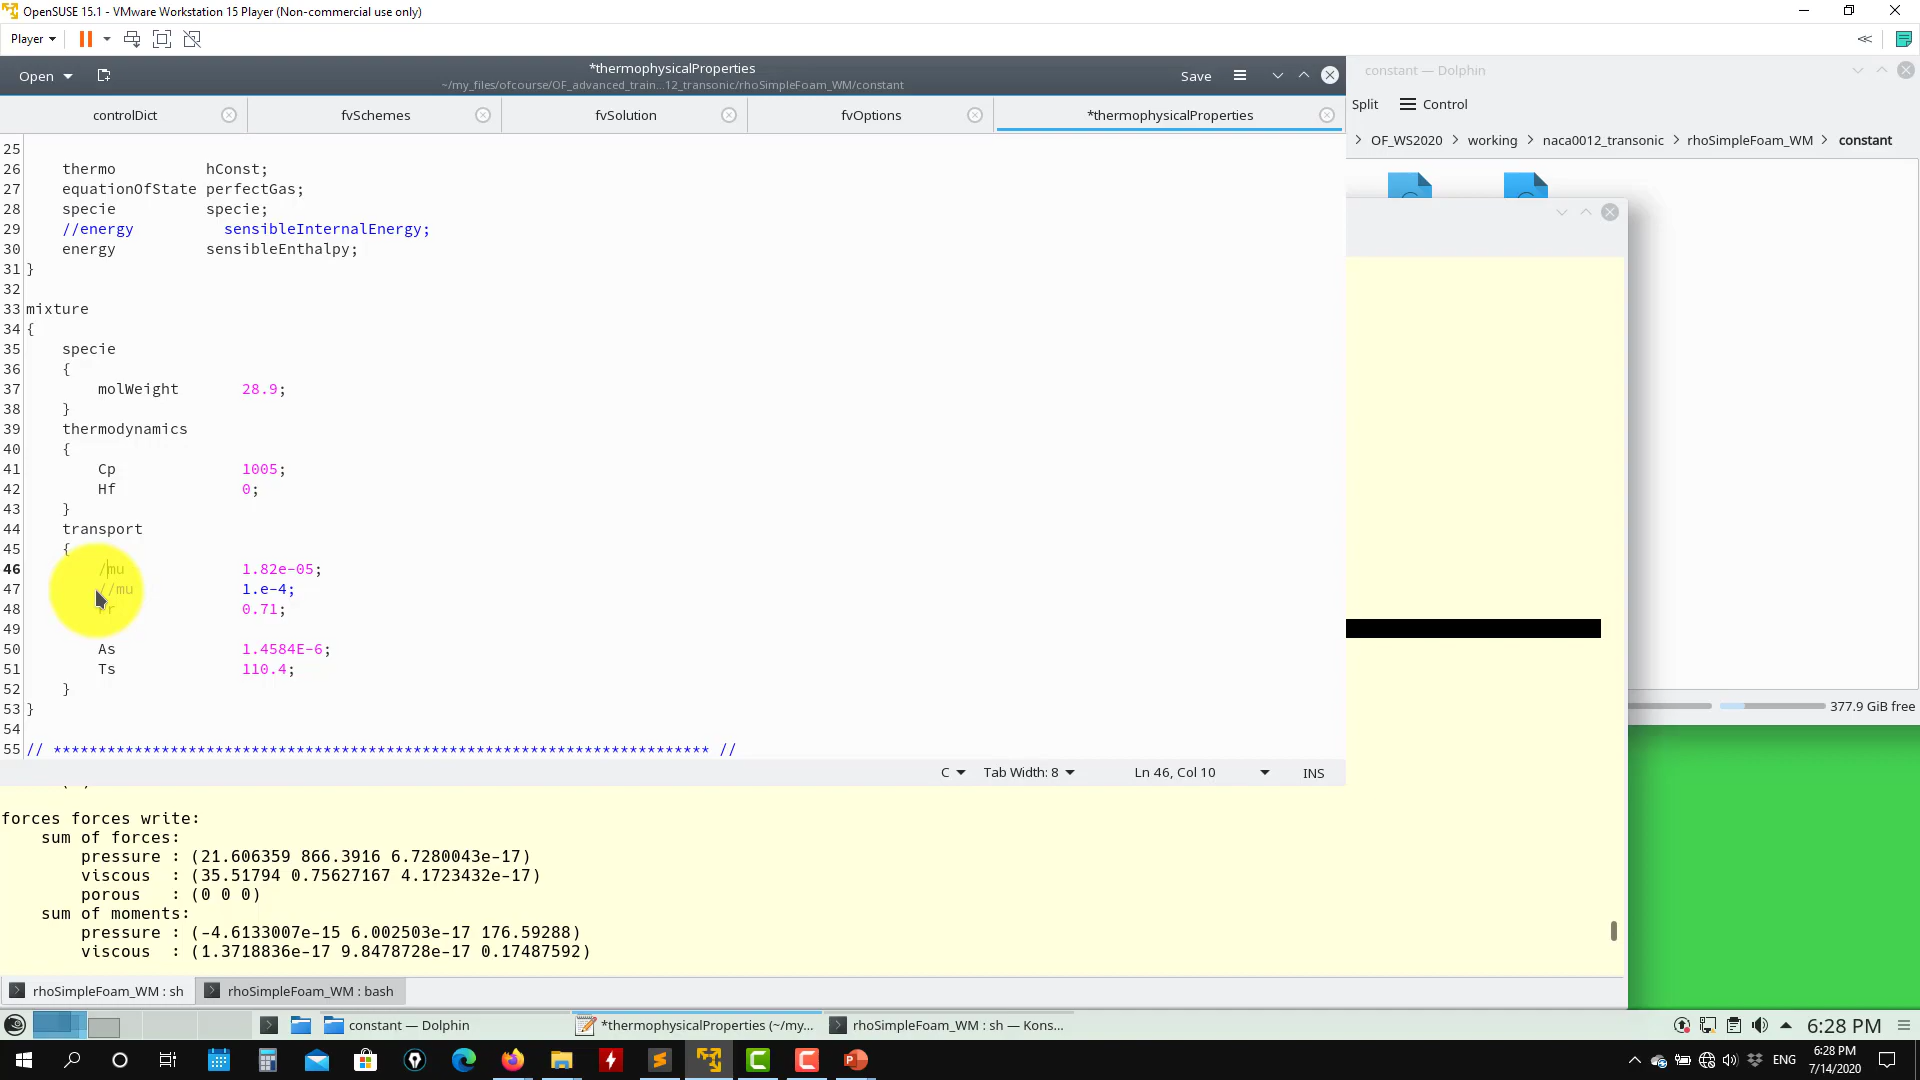 OpenSUSE 15.1 - VMware Workstation 15 Player (Non-commercial use only)
Player
Open
*thermophysicalProperties
~/my_files/ofcourse/OF_advanced_train...12_transonic/rhoSimpleFoam_WM/constant
Save
constant — Dolphin
Split
Control
controlDict
fvSchemes
fvSolution
fvOptions
*thermophysicalProperties
OF_WS2020 > working > naca0012_transonic > rhoSimpleFoam_WM > constant
25
26 thermo hConst;
27 equationOfState perfectGas;
28 specie specie;
29 //energy sensibleInternalEnergy;
30 energy sensibleEnthalpy;
31 }
32
33 mixture
34 {
35 specie
36 {
37 molWeight 28.9;
38 }
39 thermodynamics
40 {
41 Cp 1005;
42 Hf 0;
43 }
44 transport
45 {
46 /mu 1.82e-05;
47 //mu 1.e-4;
48 Pr 0.71;
49
50 As 1.4584E-6;
51 Ts 110.4;
52 }
53 }
54
55 // ************************************************************************* //
377.9 GiB free
C
Tab Width: 8
Ln 46, Col 10
INS
forces forces write:
sum of forces:
pressure : (21.606359 866.3916 6.7280043e-17)
viscous : (35.51794 0.75627167 4.1723432e-17)
porous : (0 0 0)
sum of moments:
pressure : (-4.6133007e-15 6.002503e-17 176.59288)
viscous : (1.3718836e-17 9.8478728e-17 0.17487592)
rhoSimpleFoam_WM : sh
rhoSimpleFoam_WM : bash
constant — Dolphin
*thermophysicalProperties (~/my...
rhoSimpleFoam_WM : sh — Kons...
6:28 PM
ENG
6:28 PM
7/14/2020